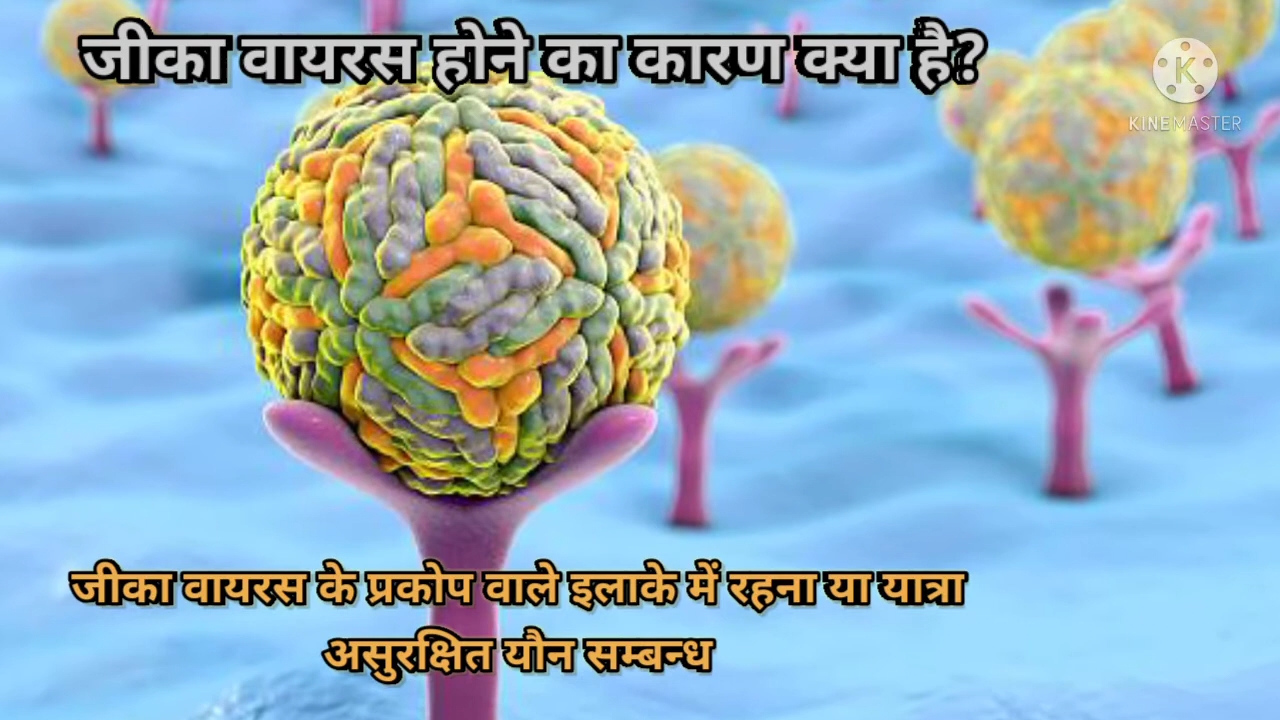 जीका वायरस होने का कारण क्या है?
K
KINEMASTER
जीका वायरस के प्रकोप वाले इलाके में रहना या यात्रा
असुरक्षित यौन सम्बन्ध